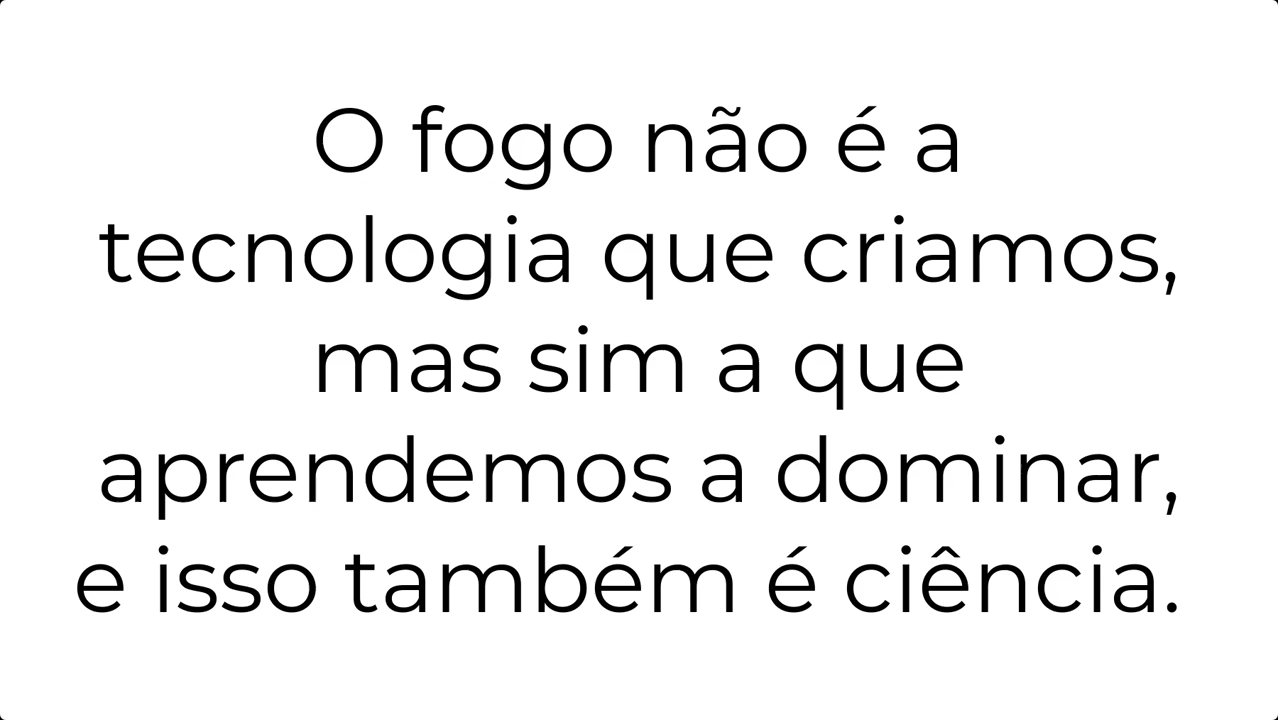 O fogo não é a
tecnologia que criamos,
mas sim a que
aprendemos a dominar,
e isso também é ciência.